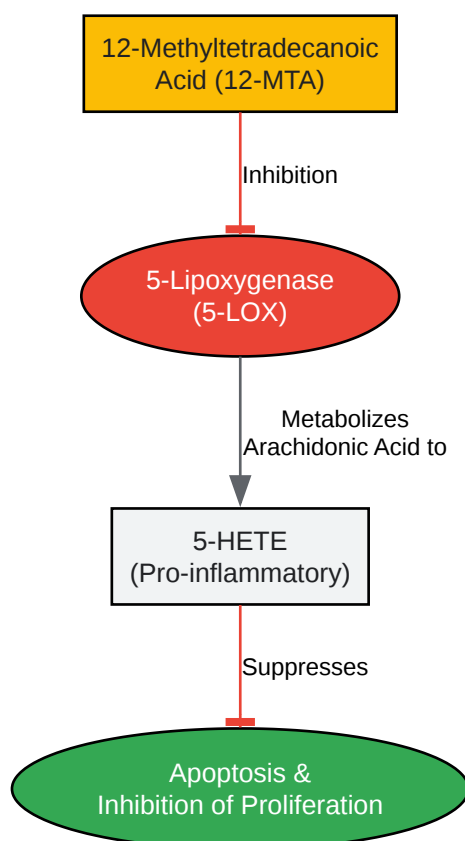 12-Methyltetradecanoic
Acid (12-MTA)
Inhibition
5-Lipoxygenase
(5-LOX)
Metabolizes
Arachidonic Acid to
5-HETE
(Pro-inflammatory)
Suppresses
Apoptosis &
Inhibition of Proliferation